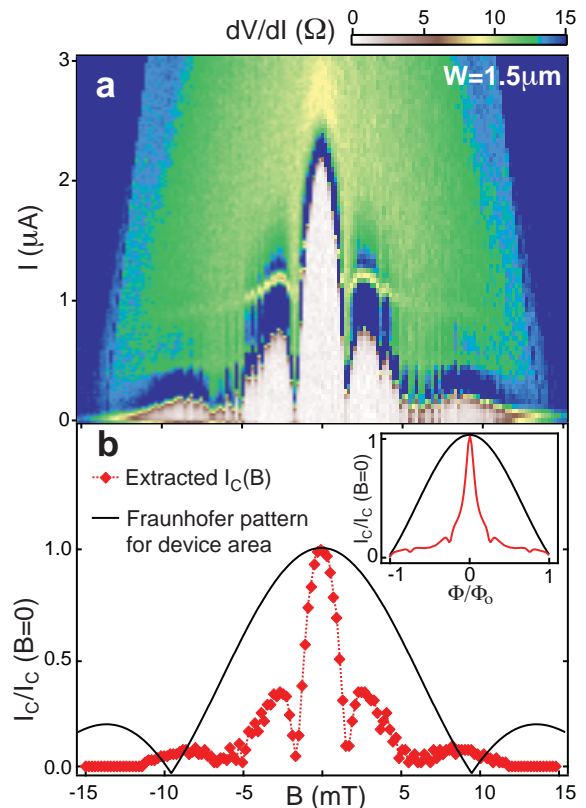 dV/dI (Ω)
0 5 10 15
a
W=1.5μm
3
2
1
0
I (μA)
b
Extracted I_C(B)
Fraunhofer pattern
for device area
1.0
0.5
0.0
I_C/I_C (B=0)
-15 -10 -5 0 5 10 15
B (mT)
1
0
I_C/I_C (B=0)
-1 0 1
Φ/Φ_o